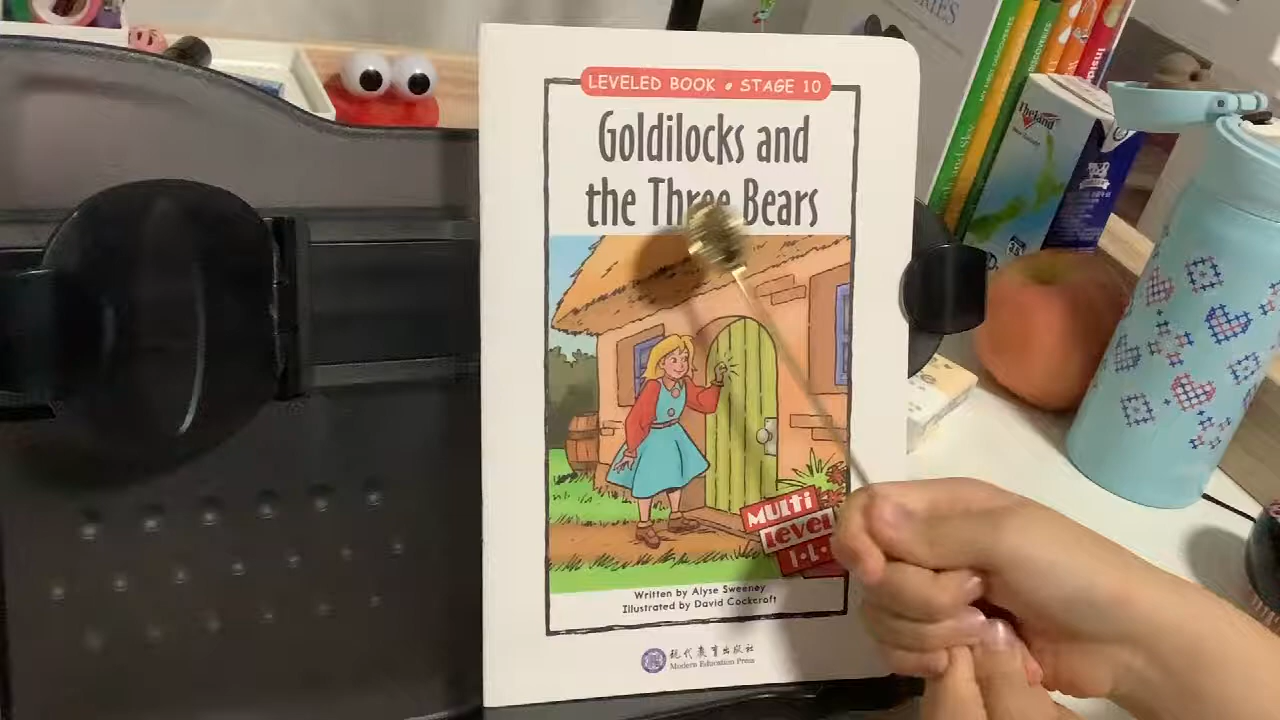 LEVELED BOOK • STAGE 10
Goldilocks and
the Three Bears
MULTi
level
I·L·
Written by Alyse Sweeney
Illustrated by David Cockcroft
现代教育出版社
Modern Education Press
Theland